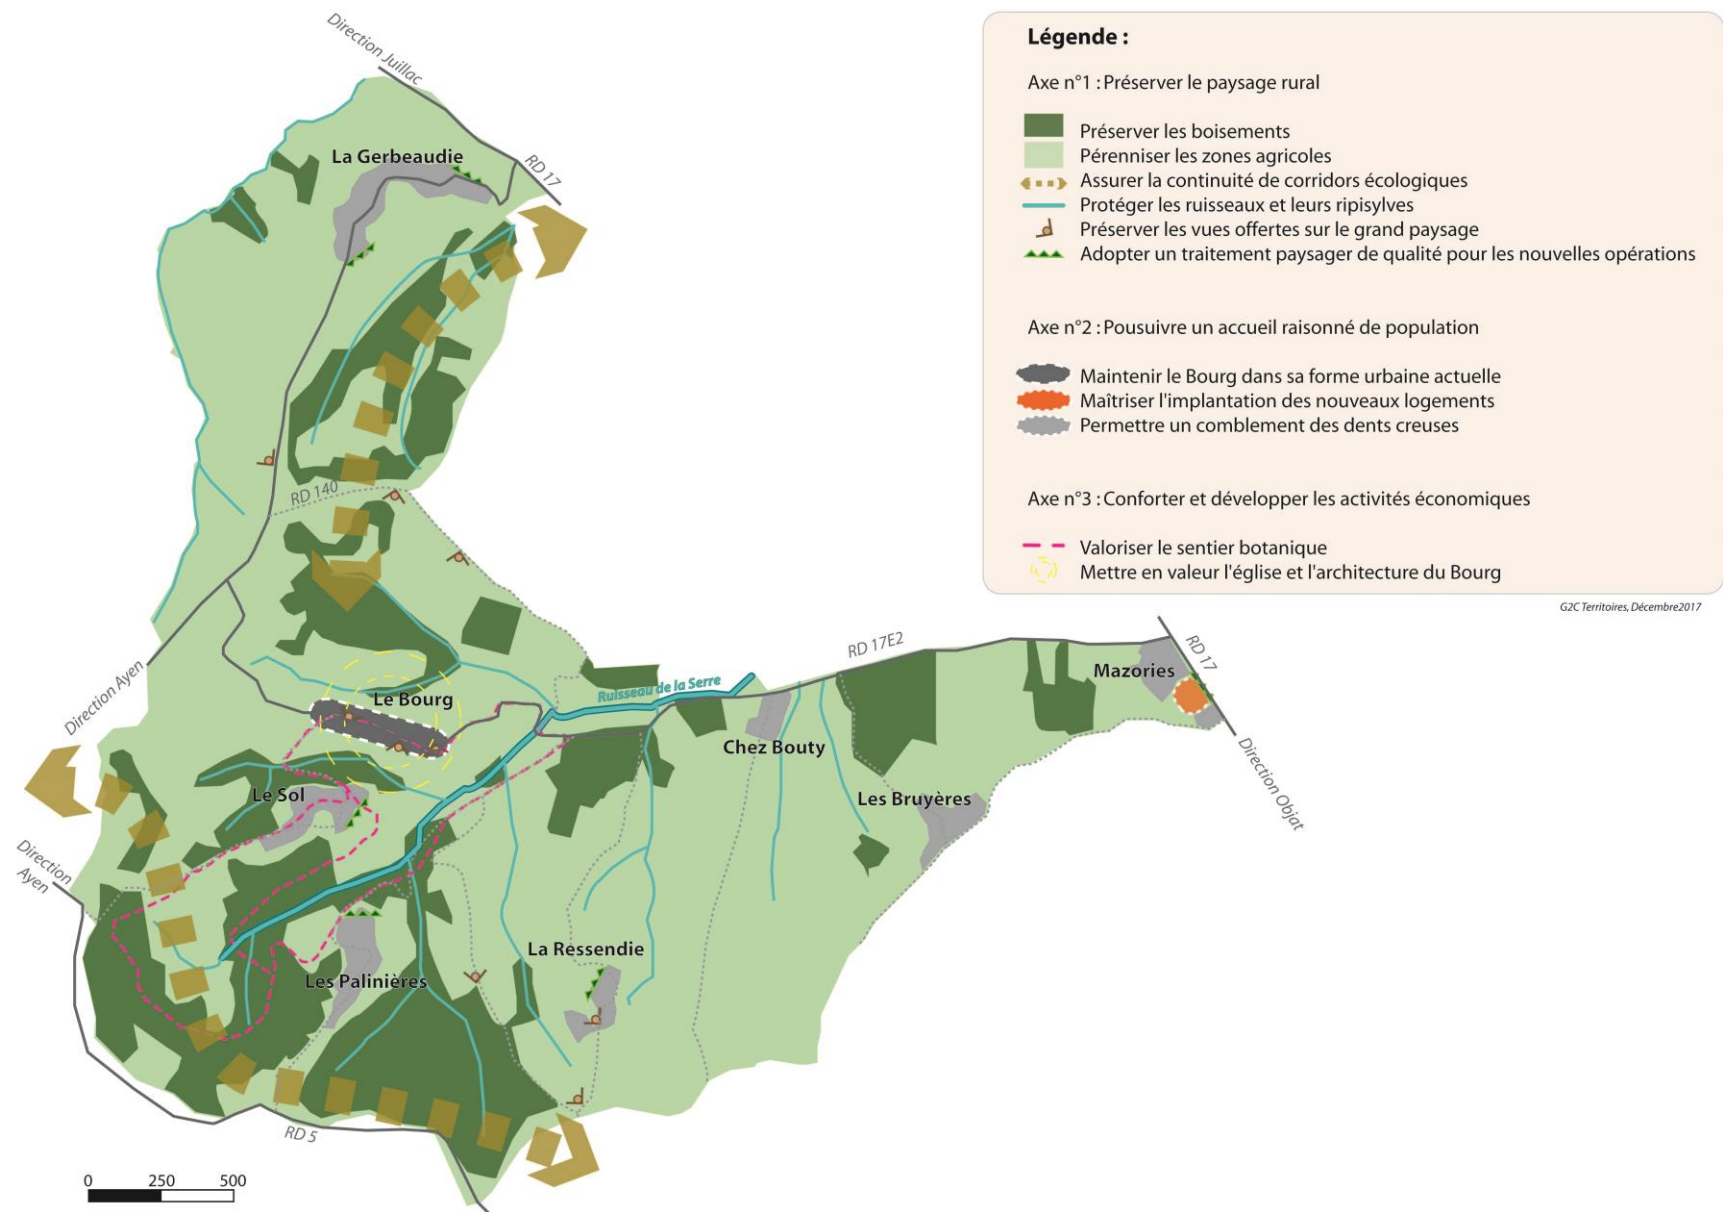 Légende :
Axe n°1 : Préserver le paysage rural
Préserver les boisements
Pérenniser les zones agricoles
Assurer la continuité de corridors écologiques
Protéger les ruisseaux et leurs ripisylves
Préserver les vues offertes sur le grand paysage
Adopter un traitement paysager de qualité pour les nouvelles opérations
Axe n°2 : Pousuivre un accueil raisonné de population
Maintenir le Bourg dans sa forme urbaine actuelle
Maîtriser l'implantation des nouveaux logements
Permettre un comblement des dents creuses
Axe n°3 : Conforter et développer les activités économiques
Valoriser le sentier botanique
Mettre en valeur l'église et l'architecture du Bourg
G2C Territoires, Décembre2017
Direction Juillac
La Gerbeaudie
RD 17
RD 140
Direction Ayen
Le Bourg
Ruisseau de la Serre
RD 17E2
RD 17
Mazories
Chez Bouty
Direction Objat
Le Sol
Les Bruyères
Direction
Ayen
La Ressendie
Les Palinières
RD 5
0 250 500